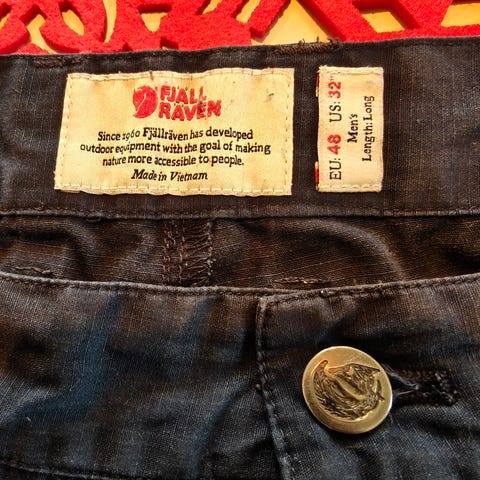 FJÄLL
RÄVEN
Since 1960 Fjällräven has developed
outdoor equipment with the goal of making
nature more accessible to people.
Made in Vietnam
EU: 48 US: 32"
Men's
Length: Long